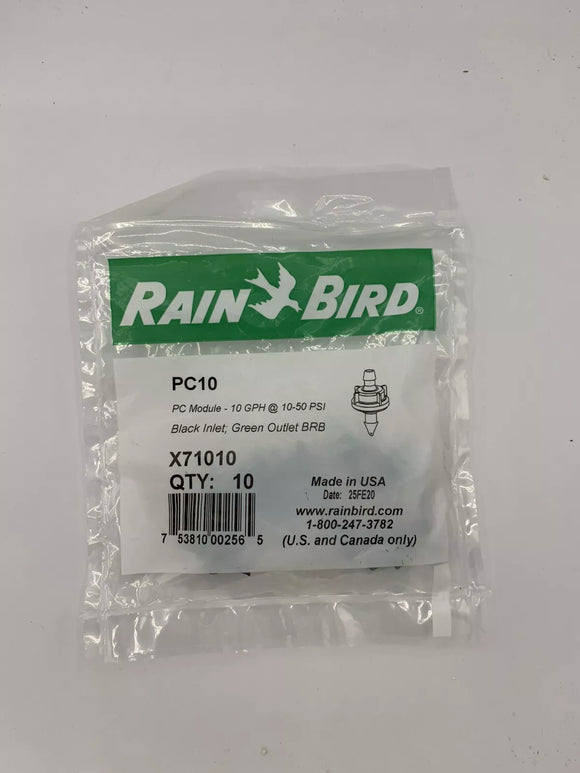 RAIN BIRD®
PC10
PC Module - 10 GPH @ 10-50 PSI
Black Inlet; Green Outlet BRB
X71010
QTY: 10
7 53810 00256 5
Made in USA
Date: 25FE20
www.rainbird.com
1-800-247-3782
(U.S. and Canada only)